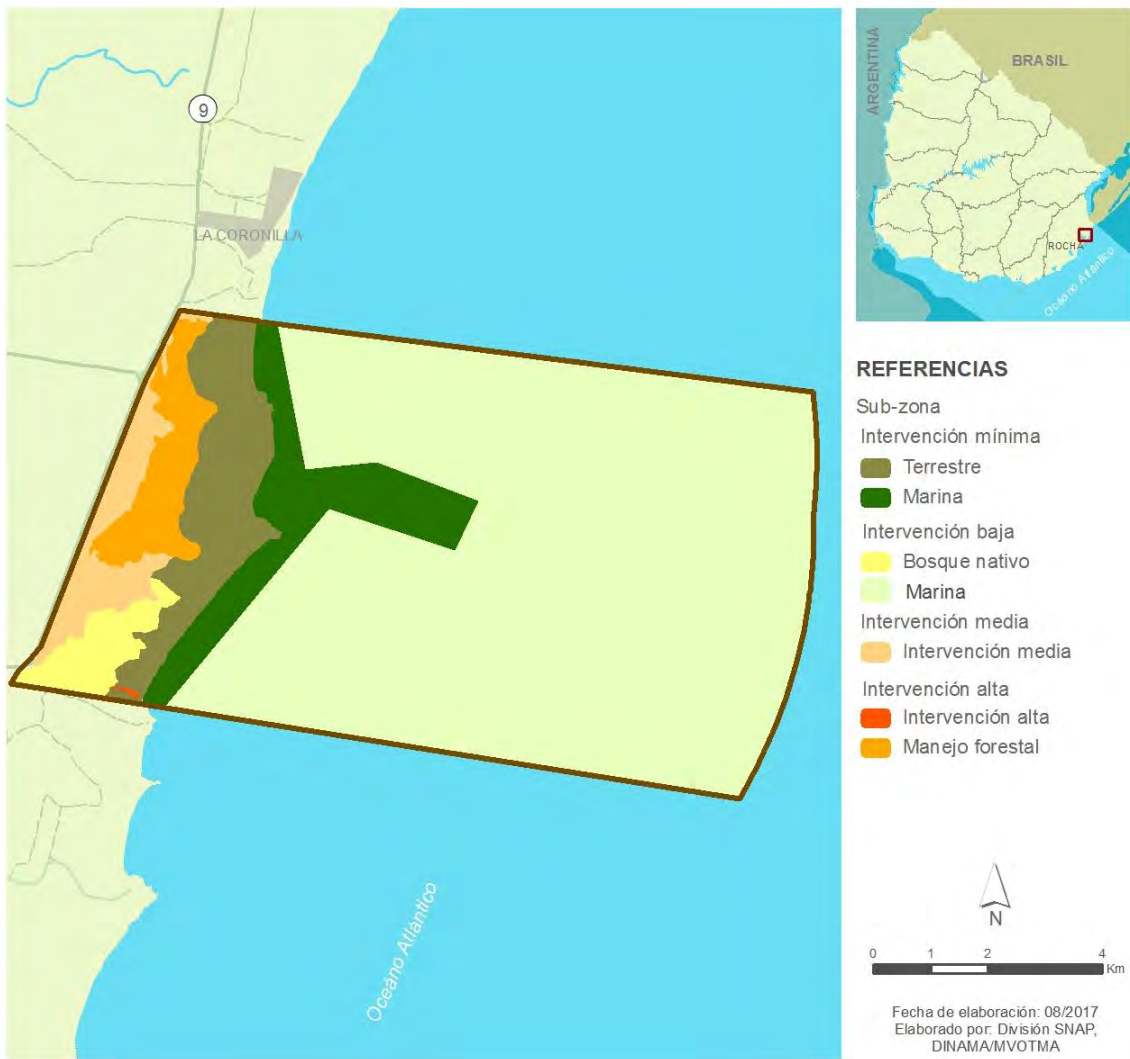 9
LA CORONILLA
Océano Atlántico
ARGENTINA
BRASIL
ROCHA
Océano Atlántico
REFERENCIAS
Sub-zona
Intervención mínima
Terrestre
Marina
Intervención baja
Bosque nativo
Marina
Intervención media
Intervención media
Intervención alta
Intervención alta
Manejo forestal
N
0 1 2 4
Km
Fecha de elaboración: 08/2017
Elaborado por: División SNAP,
DINAMA/MVOTMA